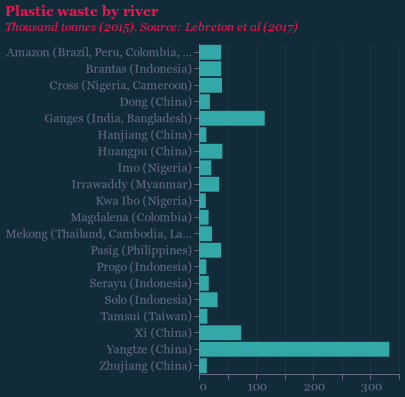 Plastic waste by river
Thousand tonnes (2015). Source: Lebreton et al (2017)
Amazon (Brazil, Peru, Colombia, ...
Brantas (Indonesia)
Cross (Nigeria, Cameroon)
Dong (China)
Ganges (India, Bangladesh)
Hanjiang (China)
Huangpu (China)
Imo (Nigeria)
Irrawaddy (Myanmar)
Kwa Ibo (Nigeria)
Magdalena (Colombia)
Mekong (Thailand, Cambodia, La...
Pasig (Philippines)
Progo (Indonesia)
Serayu (Indonesia)
Solo (Indonesia)
Tamsui (Taiwan)
Xi (China)
Yangtze (China)
Zhujiang (China)
0 100 200 300